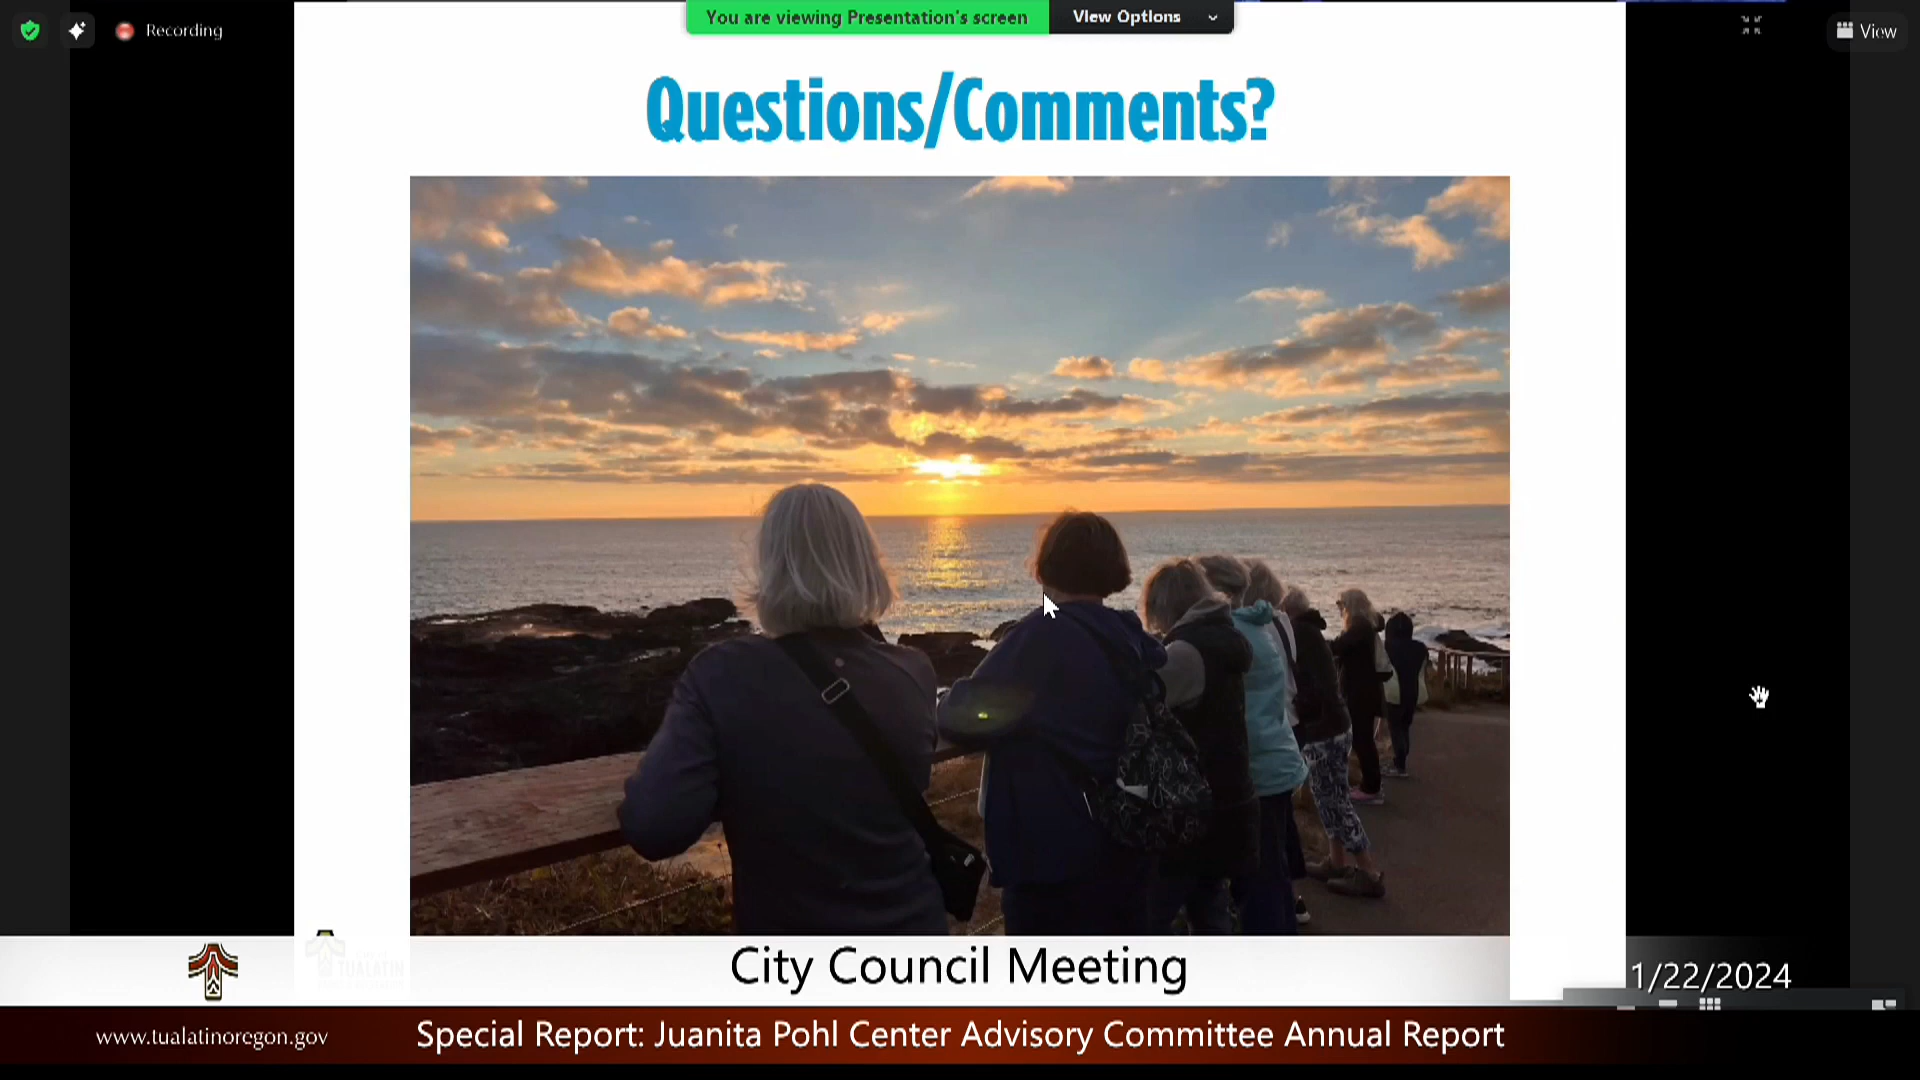 You are viewing Presentation's screen
View Options
Recording
View
Questions/Comments?
TUALATIN
City Council Meeting
1/22/2024
www.tualatinoregon.gov
Special Report: Juanita Pohl Center Advisory Committee Annual Report